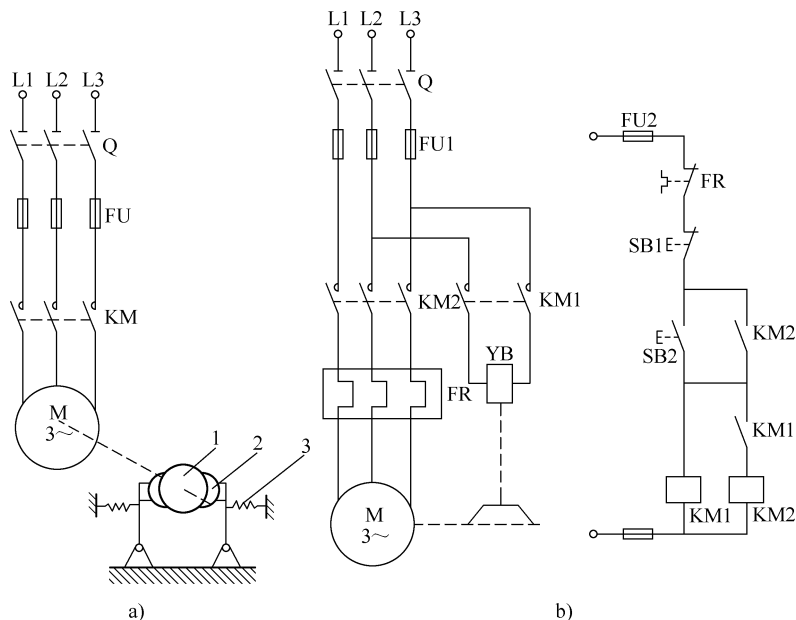 L1 L2 L3
Q
FU
KM
M
3~
1
2
3
a)
L1 L2 L3
Q
FU1
KM2
KM1
YB
FR
M
3~
FU2
FR
SB1
SB2
KM2
KM1
KM1
KM2
b)